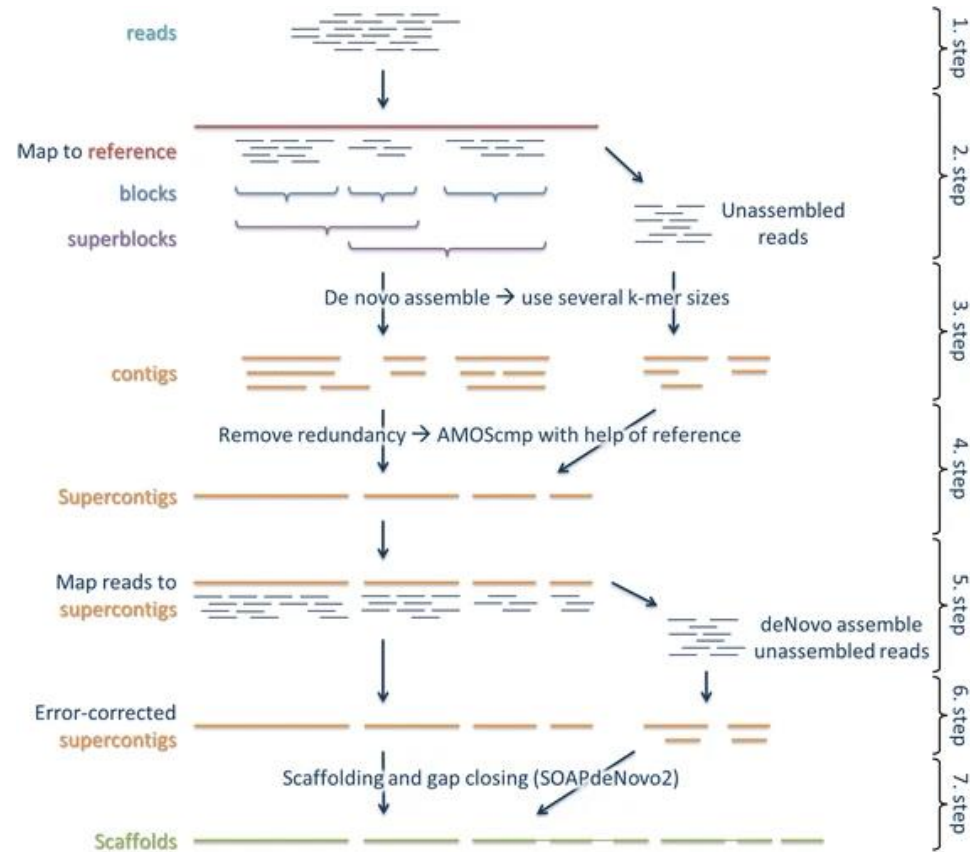 reads
1. step
Map to reference
blocks
superblocks
Unassembled
reads
2. step
De novo assemble → use several k-mer sizes
contigs
3. step
Remove redundancy → AMOScmp with help of reference
Supercontigs
4. step
Map reads to
supercontigs
deNovo assemble
unassembled reads
5. step
Error-corrected
supercontigs
6. step
Scaffolding and gap closing (SOAPdeNovo2)
Scaffolds
7. step